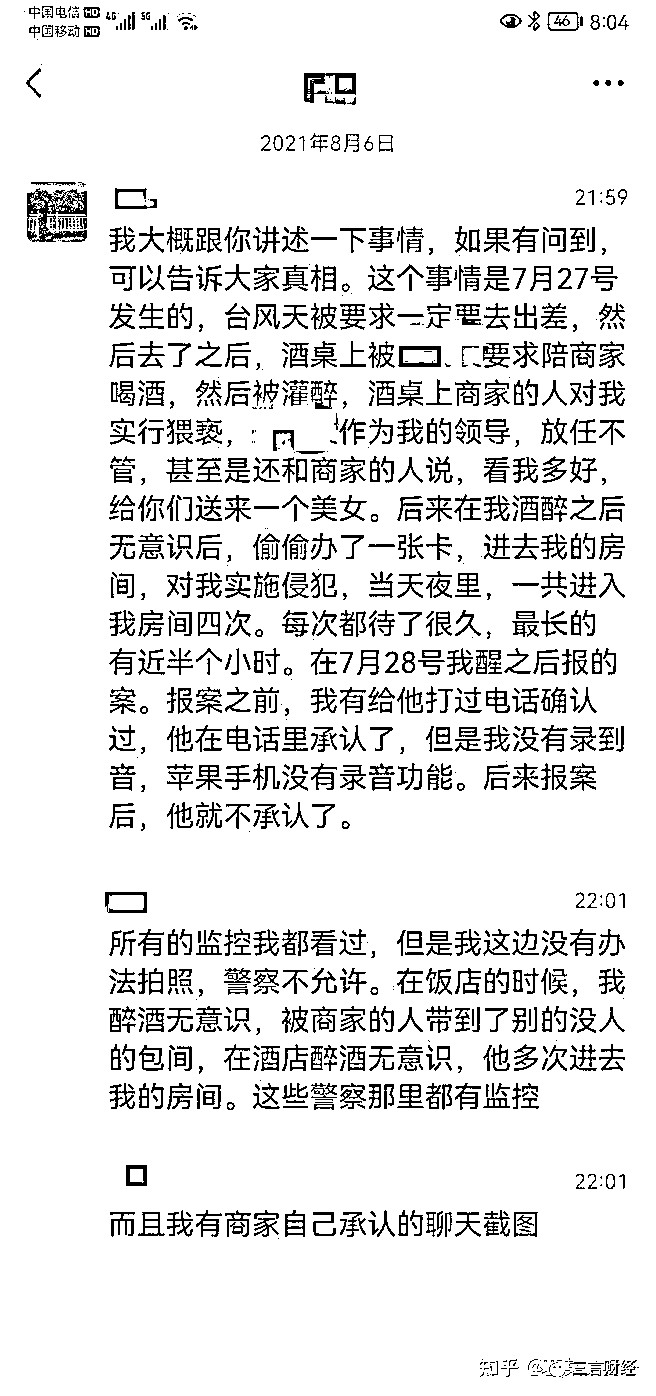 中国电信 HD 4G 5G
中国移动 HD
46 8:04
2021年8月6日
21:59
我大概跟你讲述一下事情，如果有问到，
可以告诉大家真相。这个事情是7月27号
发生的，台风天被要求一定要去出差，然
后去了之后，酒桌上被 要求陪商家
喝酒，然后被灌醉，酒桌上商家的人对我
实行猥亵， 作为我的领导，放任不
管，甚至是还和商家的人说，看我多好，
给你们送来一个美女。后来在我酒醉之后
无意识后，偷偷办了一张卡，进去我的房
间，对我实施侵犯，当天夜里，一共进入
我房间四次。每次都待了很久，最长的
有近半个小时。在7月28号我醒之后报的
案。报案之前，我有给他打过电话确认
过，他在电话里承认了，但是我没有录到
音，苹果手机没有录音功能。后来报案
后，他就不承认了。
22:01
所有的监控我都看过，但是我这边没有办
法拍照，警察不允许。在饭店的时候，我
醉酒无意识，被商家的人带到了别的没人
的包间，在酒店醉酒无意识，他多次进去
我的房间。这些警察那里都有监控
22:01
而且我有商家自己承认的聊天截图
知乎 @ 三言财经